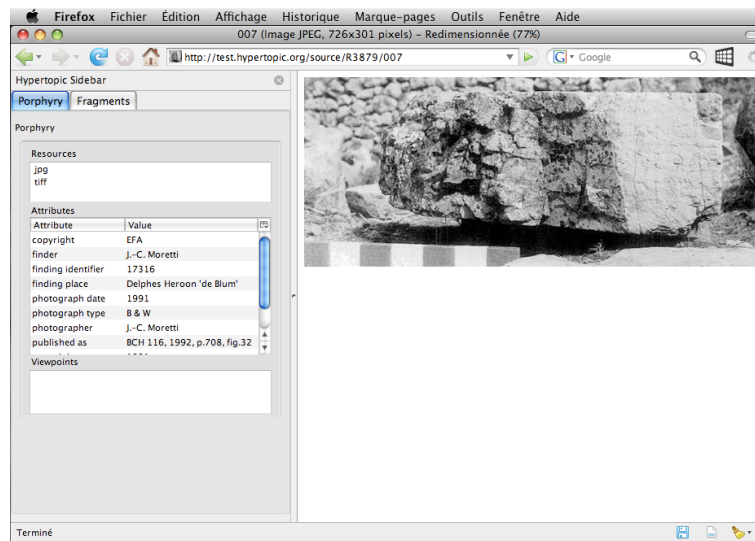 Firefox Fichier Édition Affichage Historique Marque-pages Outils Fenêtre Aide
007 (Image JPEG, 726x301 pixels) – Redimensionnée (77%)
http://test.hypertopic.org/source/R3879/007
G Google
Hypertopic Sidebar
Porphyry Fragments
Porphyry
Resources
jpg
tiff
Attributes
Attribute Value
copyright EFA
finder J.-C. Moretti
finding identifier 17316
finding place Delphes Heroon 'de Blum'
photograph date 1991
photograph type B & W
photographer J.-C. Moretti
published as BCH 116, 1992, p.708, fig.32
Viewpoints
Terminé